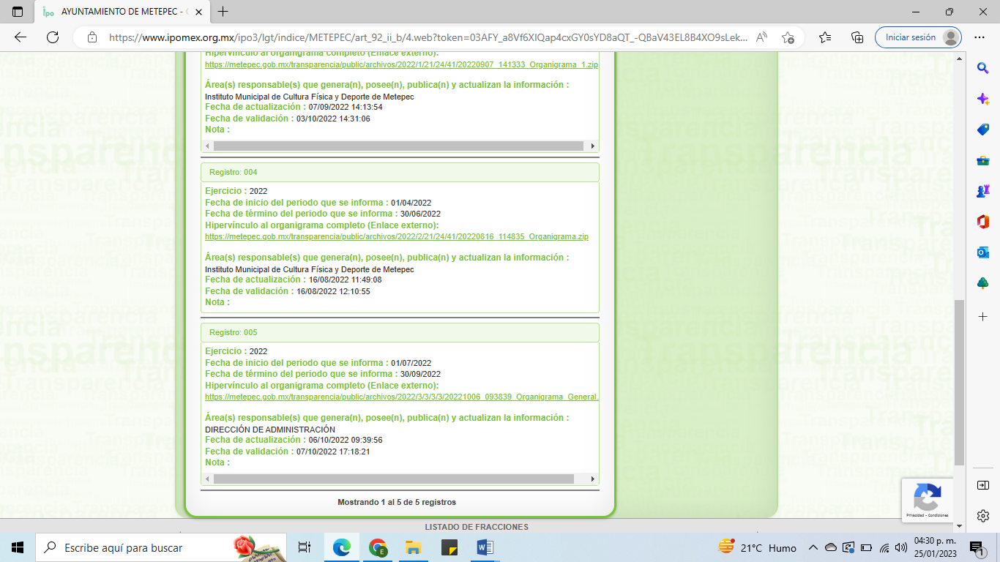 AYUNTAMIENTO DE METEPEC -
https://www.ipomex.org.mx/ipo3/lgt/indice/METEPEC/art_92_ii_b/4.web?token=03AFY_a8Vf6XIQap4cxGY0sYD8aQT_-QBaV43EL8B4XO9sLek...
Iniciar sesión
Hipervínculo al organigrama completo (Enlace externo):
https://metepec.gob.mx/transparencia/public/archivos/2022/1/21/24/41/20220907_141333_Organigrama_1.zip
Área(s) responsable(s) que genera(n), posee(n), publica(n) y actualizan la información :
Instituto Municipal de Cultura Física y Deporte de Metepec
Fecha de actualización : 07/09/2022 14:13:54
Fecha de validación : 03/10/2022 14:31:06
Nota :
Registro: 004
Ejercicio : 2022
Fecha de inicio del periodo que se informa : 01/04/2022
Fecha de término del periodo que se informa : 30/06/2022
Hipervínculo al organigrama completo (Enlace externo):
https://metepec.gob.mx/transparencia/public/archivos/2022/2/21/24/41/20220816_114835_Organigrama.zip
Área(s) responsable(s) que genera(n), posee(n), publica(n) y actualizan la información :
Instituto Municipal de Cultura Física y Deporte de Metepec
Fecha de actualización : 16/08/2022 11:49:08
Fecha de validación : 16/08/2022 12:10:55
Nota :
Registro: 005
Ejercicio : 2022
Fecha de inicio del periodo que se informa : 01/07/2022
Fecha de término del periodo que se informa : 30/09/2022
Hipervínculo al organigrama completo (Enlace externo):
https://metepec.gob.mx/transparencia/public/archivos/2022/3/3/3/3/20221006_093839_Organigrama_General.
Área(s) responsable(s) que genera(n), posee(n), publica(n) y actualizan la información :
DIRECCIÓN DE ADMINISTRACIÓN
Fecha de actualización : 06/10/2022 09:39:56
Fecha de validación : 07/10/2022 17:18:21
Nota :
Mostrando 1 al 5 de 5 registros
Privacidad - Condiciones
LISTADO DE FRACCIONES
Escribe aquí para buscar
21°C Humo
04:30 p. m.
25/01/2023